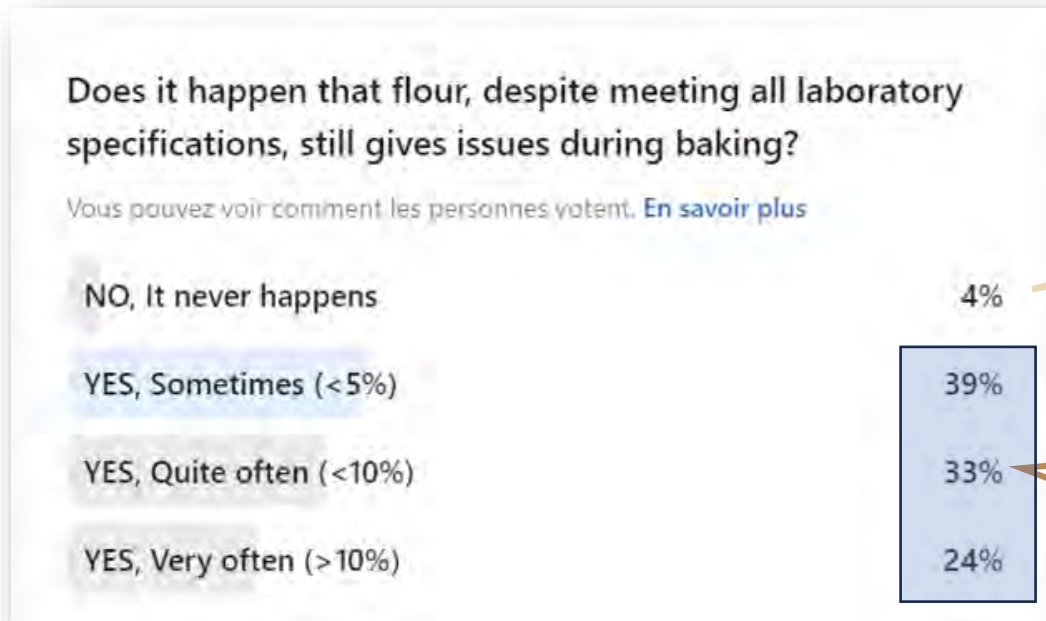 Does it happen that flour, despite meeting all laboratory
specifications, still gives issues during baking?
Vous pouvez voir comment les personnes votent. En savoir plus
NO, It never happens 4%
YES, Sometimes (<5%) 39%
YES, Quite often (<10%) 33%
YES, Very often (>10%) 24%